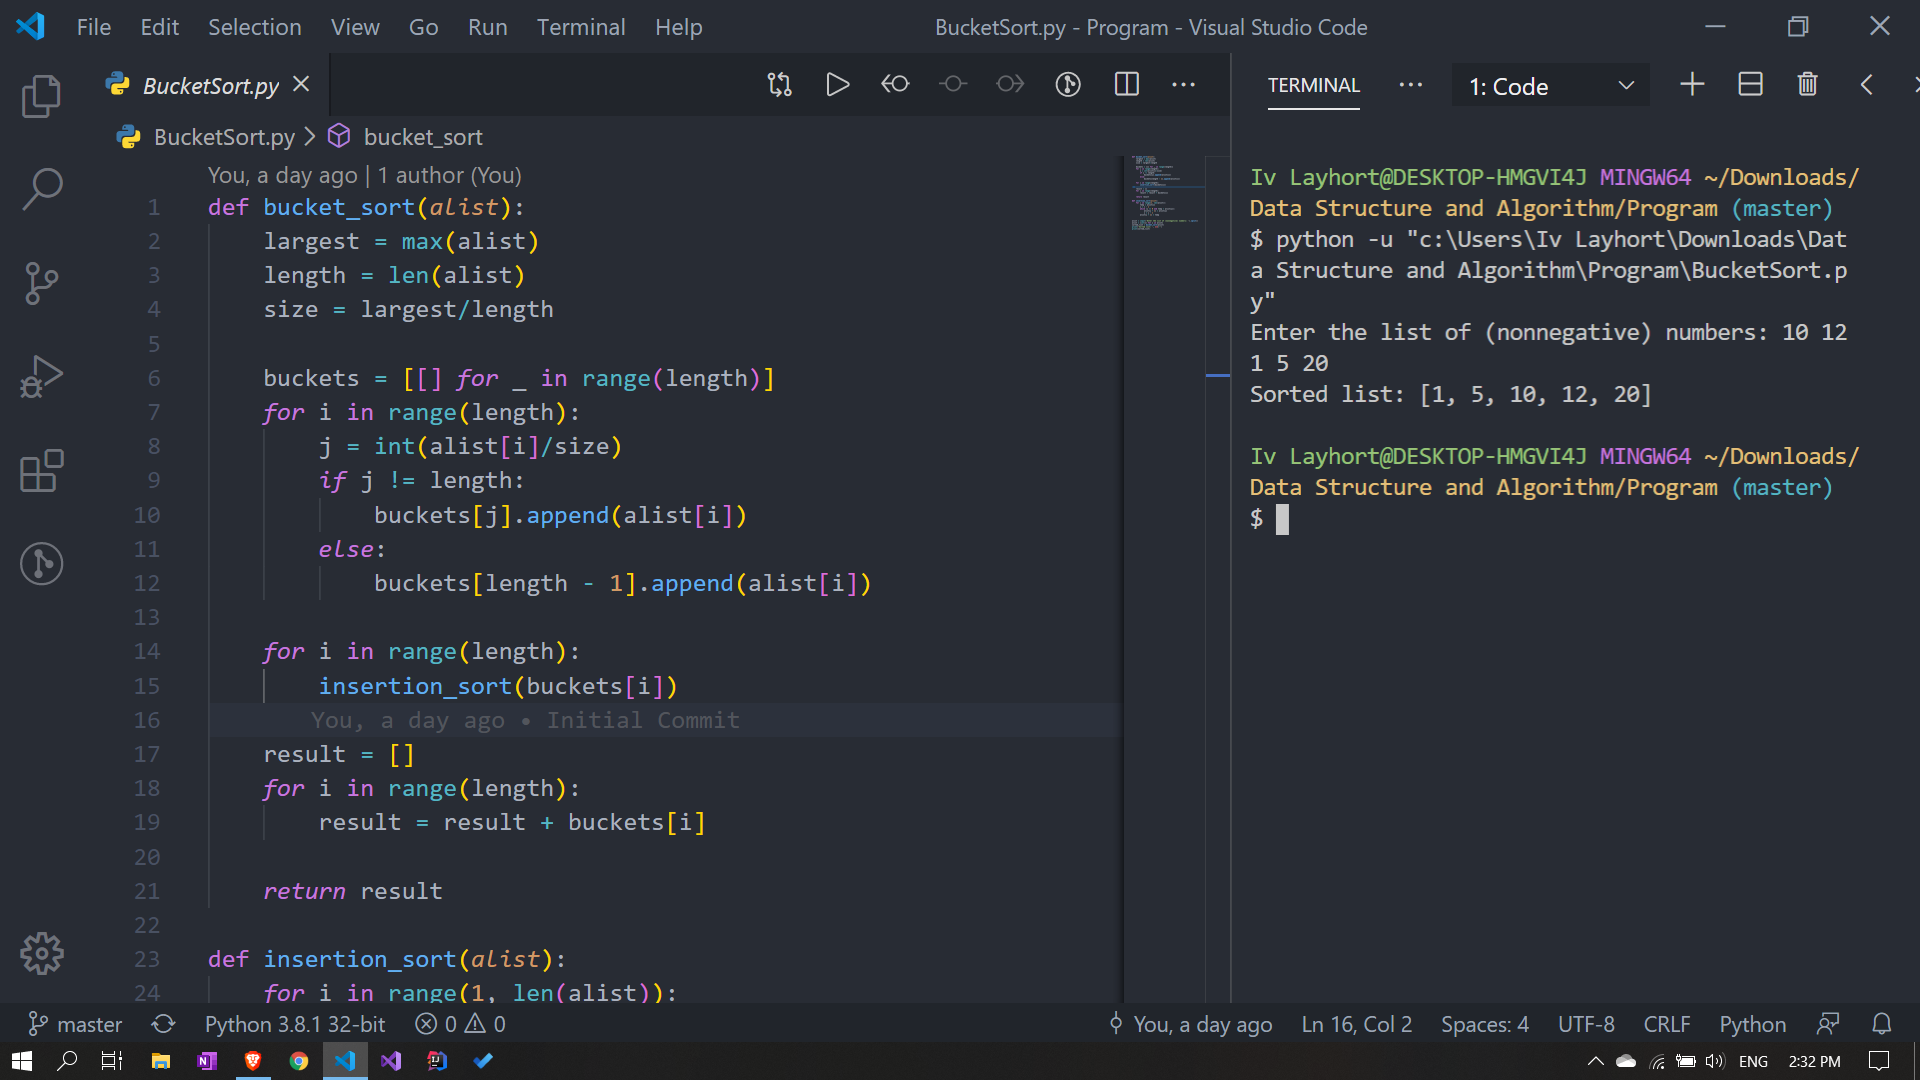 File Edit Selection View Go Run Terminal Help
BucketSort.py - Program - Visual Studio Code
BucketSort.py
BucketSort.py > bucket_sort
You, a day ago | 1 author (You)
1 def bucket_sort(alist):
2     largest = max(alist)
3     length = len(alist)
4     size = largest/length
5
6     buckets = [[] for _ in range(length)]
7     for i in range(length):
8         j = int(alist[i]/size)
9         if j != length:
10             buckets[j].append(alist[i])
11         else:
12             buckets[length - 1].append(alist[i])
13
14     for i in range(length):
15         insertion_sort(buckets[i])
16 You, a day ago • Initial Commit
17     result = []
18     for i in range(length):
19         result = result + buckets[i]
20
21     return result
22
23 def insertion_sort(alist):
24     for i in range(1, len(alist)):
TERMINAL ··· 1: Code
Iv Layhort@DESKTOP-HMGVI4J MINGW64 ~/Downloads/
Data Structure and Algorithm/Program (master)
$ python -u "c:\Users\Iv Layhort\Downloads\Dat
a Structure and Algorithm\Program\BucketSort.p
y"
Enter the list of (nonnegative) numbers: 10 12
1 5 20
Sorted list: [1, 5, 10, 12, 20]
Iv Layhort@DESKTOP-HMGVI4J MINGW64 ~/Downloads/
Data Structure and Algorithm/Program (master)
$
master Python 3.8.1 32-bit 0 0 You, a day ago Ln 16, Col 2 Spaces: 4 UTF-8 CRLF Python
ENG 2:32 PM